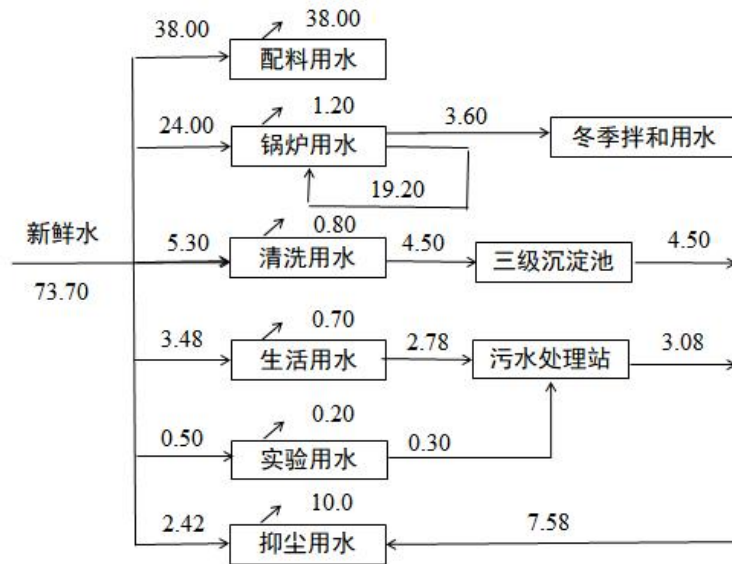 38.00
38.00
配料用水
24.00
1.20
锅炉用水
3.60
冬季拌和用水
19.20
新鲜水
73.70
5.30
0.80
清洗用水
4.50
三级沉淀池
4.50
3.48
0.70
生活用水
2.78
污水处理站
3.08
0.50
0.20
实验用水
0.30
2.42
10.0
抑尘用水
7.58